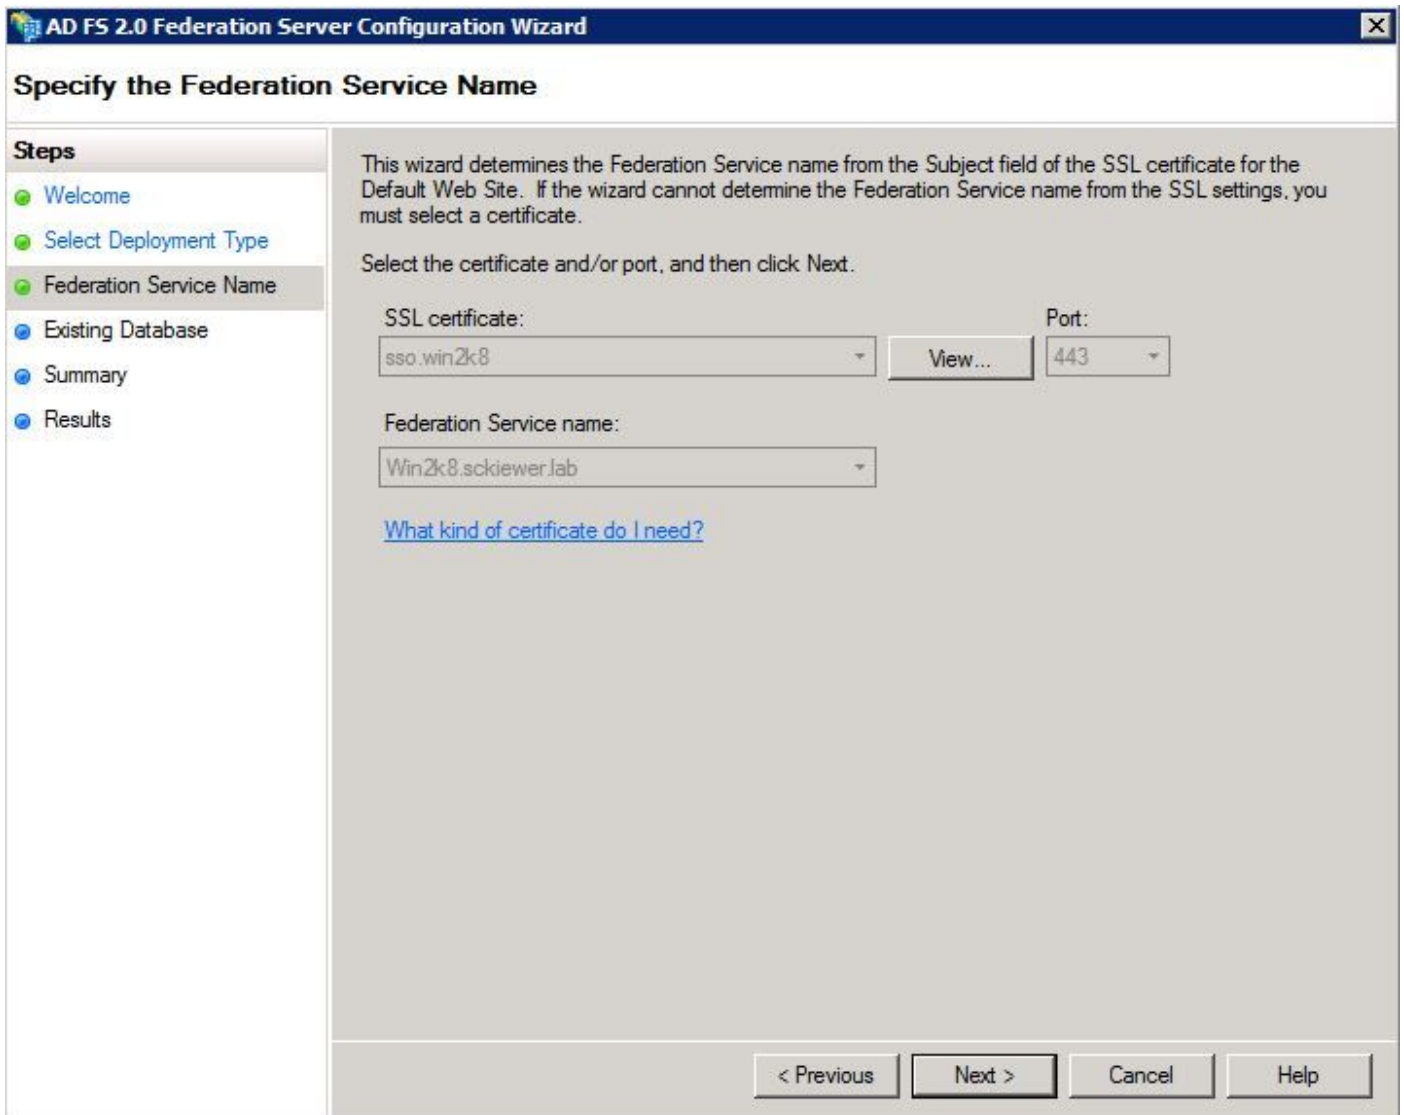 AD FS 2.0 Federation Server Configuration Wizard
Specify the Federation Service Name
Steps
Welcome
Select Deployment Type
Federation Service Name
Existing Database
Summary
Results
This wizard determines the Federation Service name from the Subject field of the SSL certificate for the
Default Web Site.  If the wizard cannot determine the Federation Service name from the SSL settings, you
must select a certificate.
Select the certificate and/or port, and then click Next.
SSL certificate:
Port:
sso.win2k8
View...
443
Federation Service name:
Win2k8.sckiewer.lab
What kind of certificate do I need?
< Previous
Next >
Cancel
Help